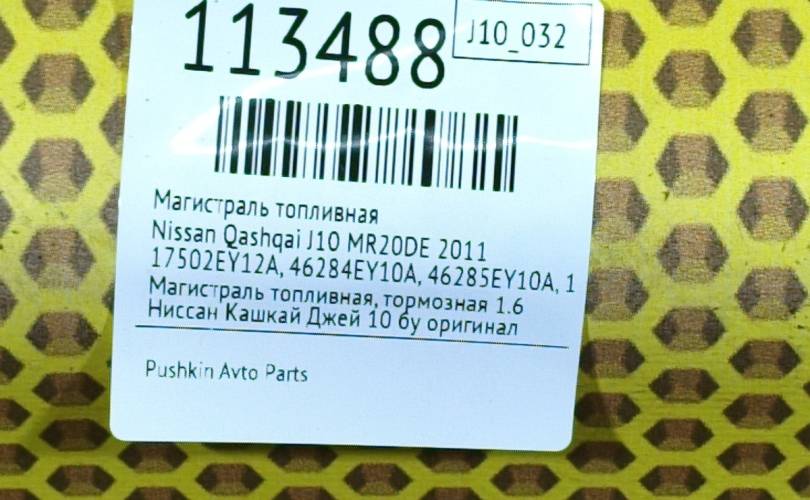 113488
J10_032
Магистраль топливная
Nissan Qashqai J10 MR20DE 2011
17502EY12A, 46284EY10A, 46285EY10A, 1
Магистраль топливная, тормозная 1.6
Ниссан Кашкай Джей 10 бу оригинал
Pushkin Avto Parts